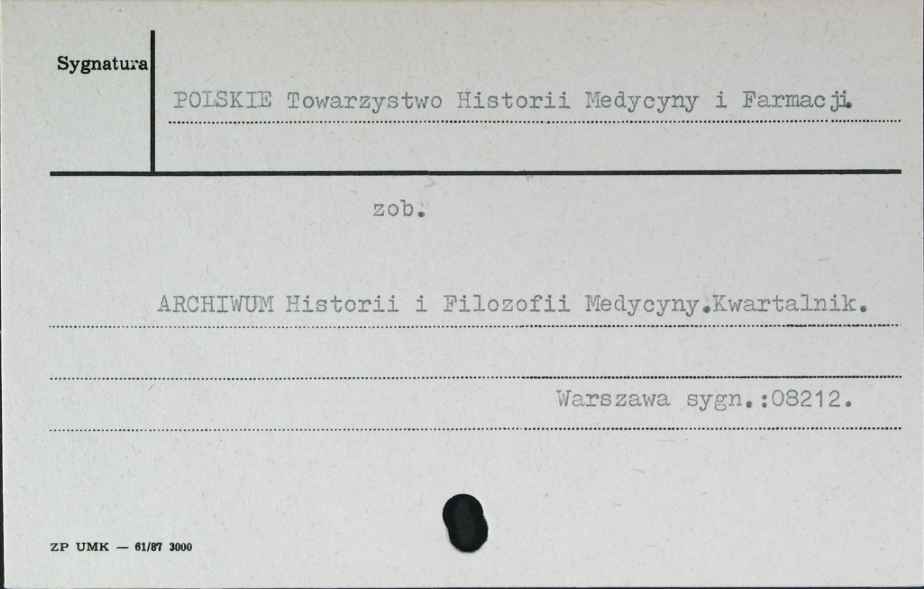 Sygnatura
POLSKIE Towarzystwo Historii Medycyny i Farmacji.
zob.
ARCHIWUM Historii i Filozofii Medycyny.Kwartalnik.
Warszawa sygn.:08212.
ZP UMK — 61/87 3000